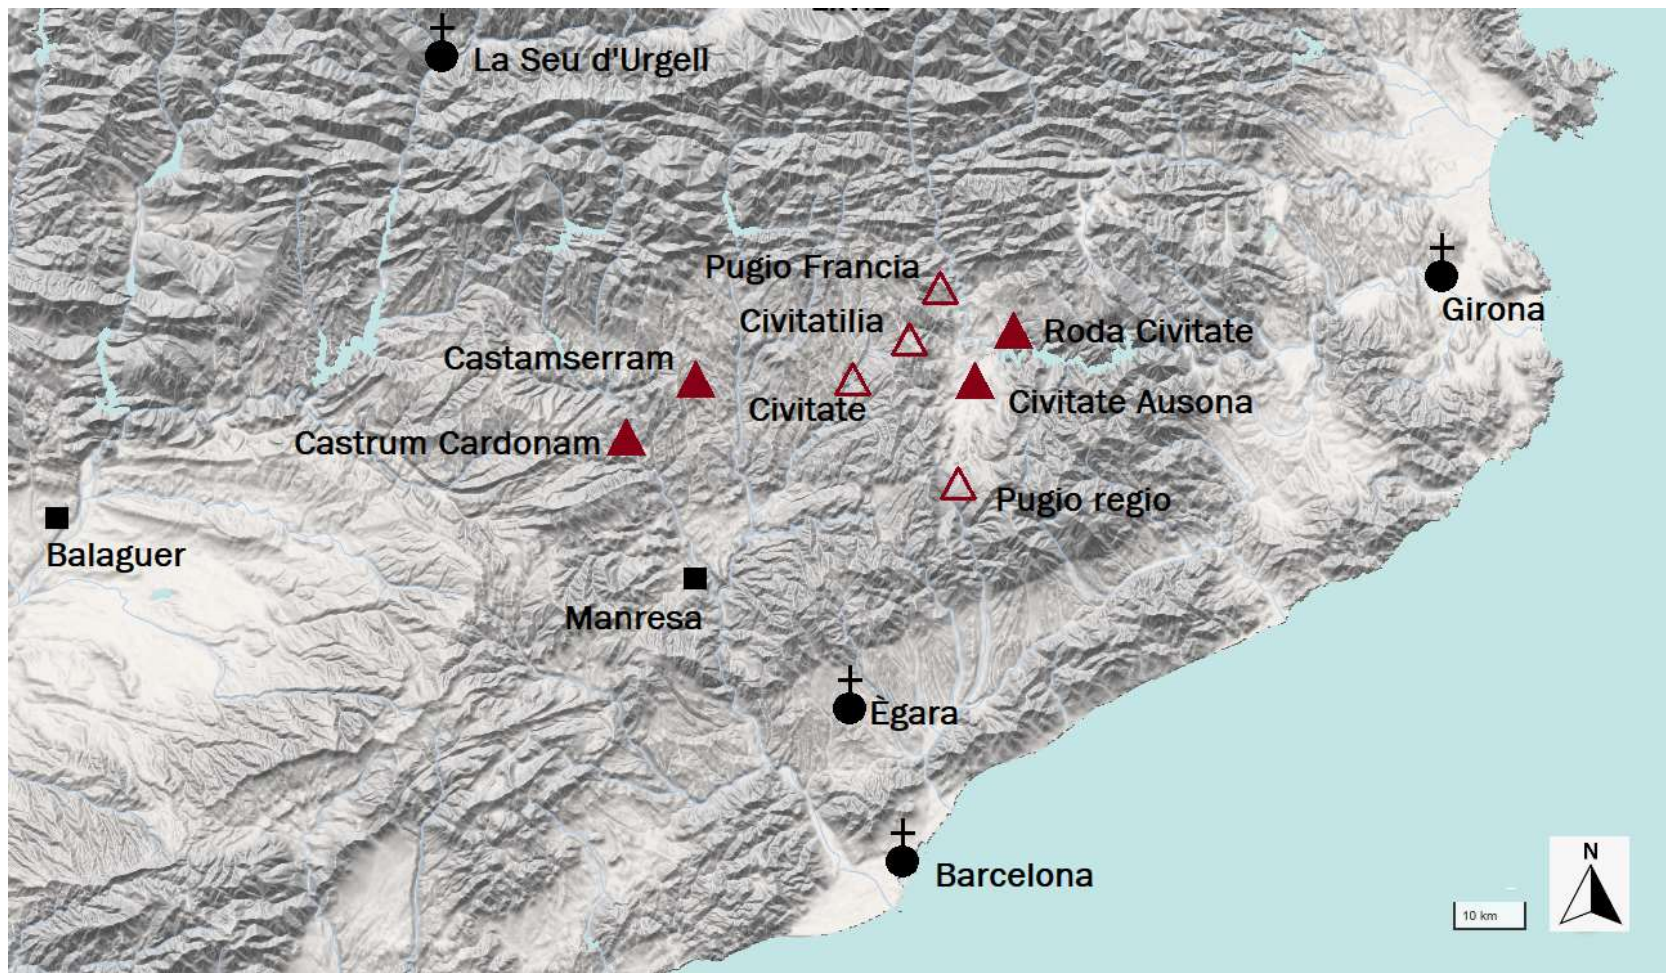 La Seu d'Urgell
Pugio Francia
Girona
Civitatilia
Roda Civitate
Castamserram
Civitate
Civitate Ausona
Castrum Cardonam
Pugio regio
Balaguer
Manresa
Ègara
Barcelona
N
10 km